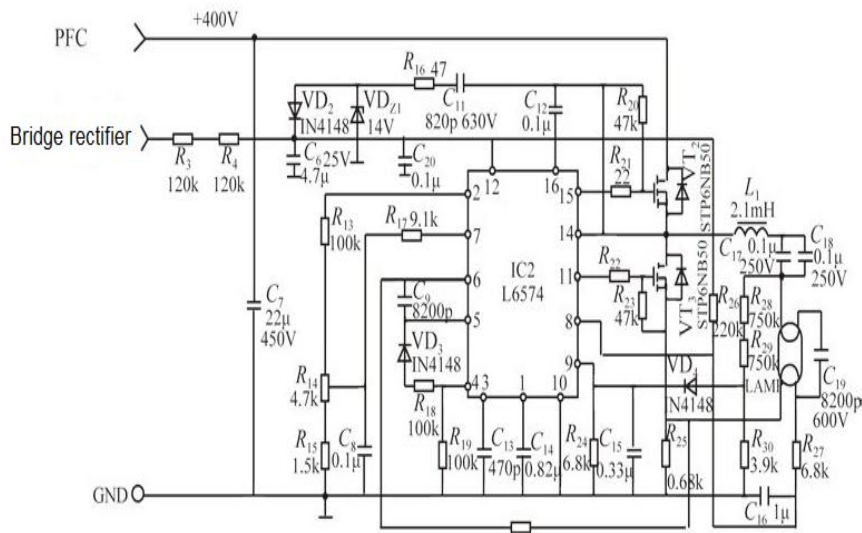 +400V
PFC
R16 47
C11
820p 630V
C12
0.1μ
R20
47k
VD2
IN4148
VDZ1
14V
Bridge rectifier
R3
120k
R4
120k
C6 25V
4.7μ
C20
0.1μ
12
16
15
R21
22
VT2
STP6NB50
2
R13
100k
R17 9.1k
7
14
L1
2.1mH
C17
0.1μ
250V
C18
0.1μ
250V
IC2
L6574
6
C9
8200p
11
R22
R23
47k
VT3
STP6NB50
R26
220k
R28
750k
C7
22μ
450V
5
8
VD3
IN4148
R29
750k
9
VD
IN4148
LAMI
C19
8200p
600V
R14
4.7k
4
3
1
10
R18
100k
R15
1.5k
C8
0.1μ
R19
100k
C13
470p
C14
0.82μ
R24
6.8k
C15
0.33μ
R25
0.68k
R30
3.9k
R27
6.8k
GND
C16 1μ